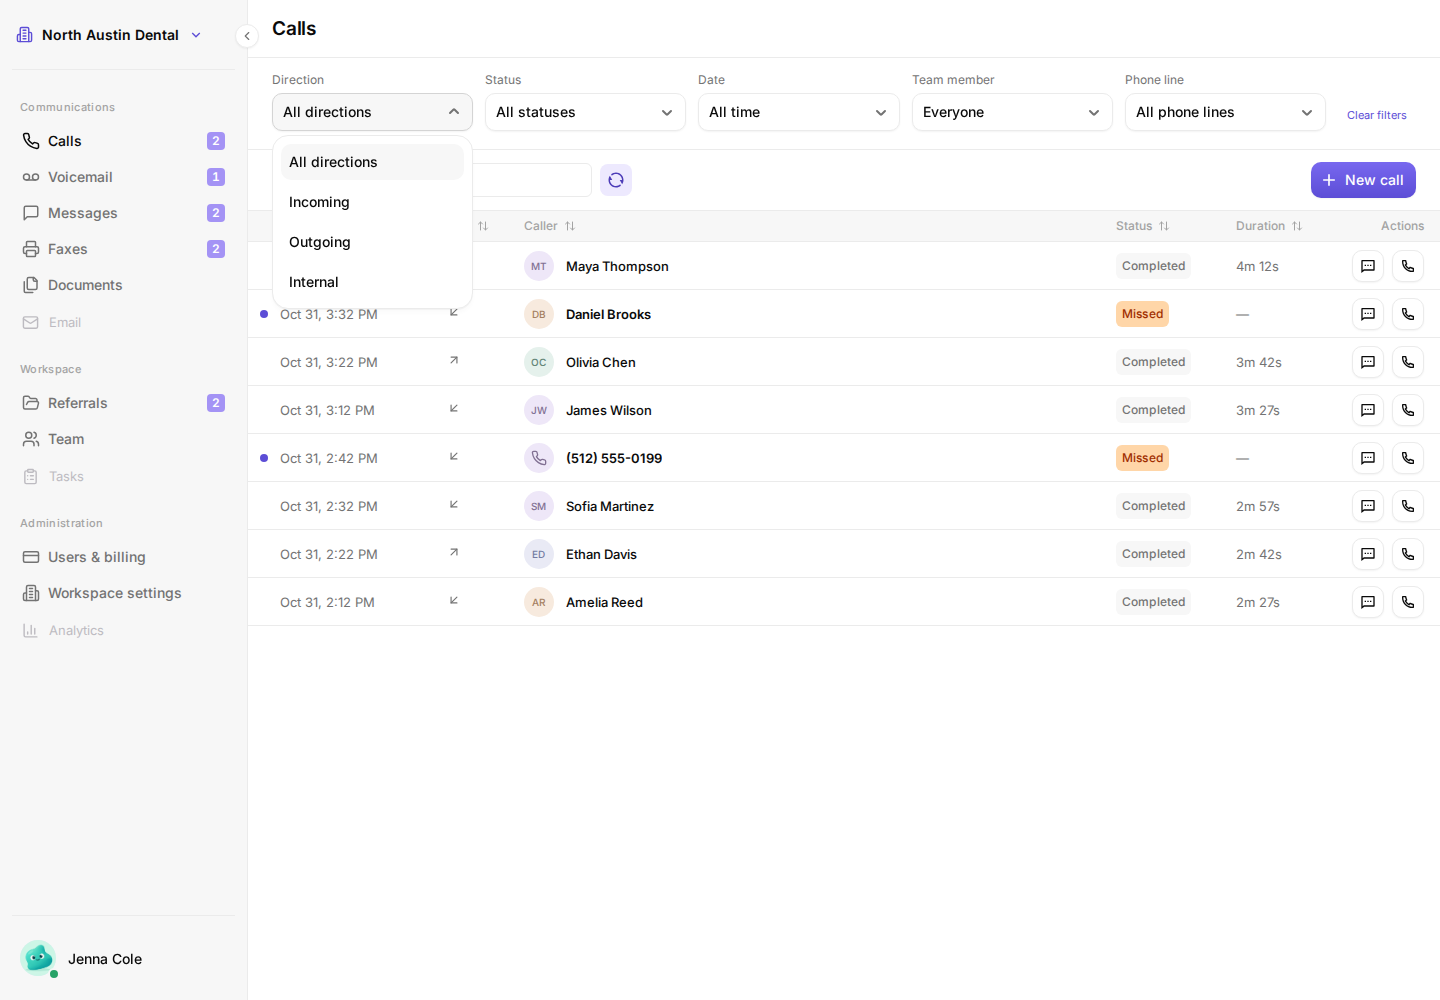 North Austin Dental
Communications
Calls 2
Voicemail 1
Messages 2
Faxes 2
Documents
Email
Workspace
Referrals 2
Team
Tasks
Administration
Users & billing
Workspace settings
Analytics
Jenna Cole
Calls
Direction Status Date Team member Phone line
All directions All statuses All time Everyone All phone lines Clear filters
All directions
Incoming
Outgoing
Internal
New call
Caller Status Duration Actions
MT Maya Thompson Completed 4m 12s
Oct 31, 3:32 PM DB Daniel Brooks Missed —
Oct 31, 3:22 PM OC Olivia Chen Completed 3m 42s
Oct 31, 3:12 PM JW James Wilson Completed 3m 27s
Oct 31, 2:42 PM (512) 555-0199 Missed —
Oct 31, 2:32 PM SM Sofia Martinez Completed 2m 57s
Oct 31, 2:22 PM ED Ethan Davis Completed 2m 42s
Oct 31, 2:12 PM AR Amelia Reed Completed 2m 27s